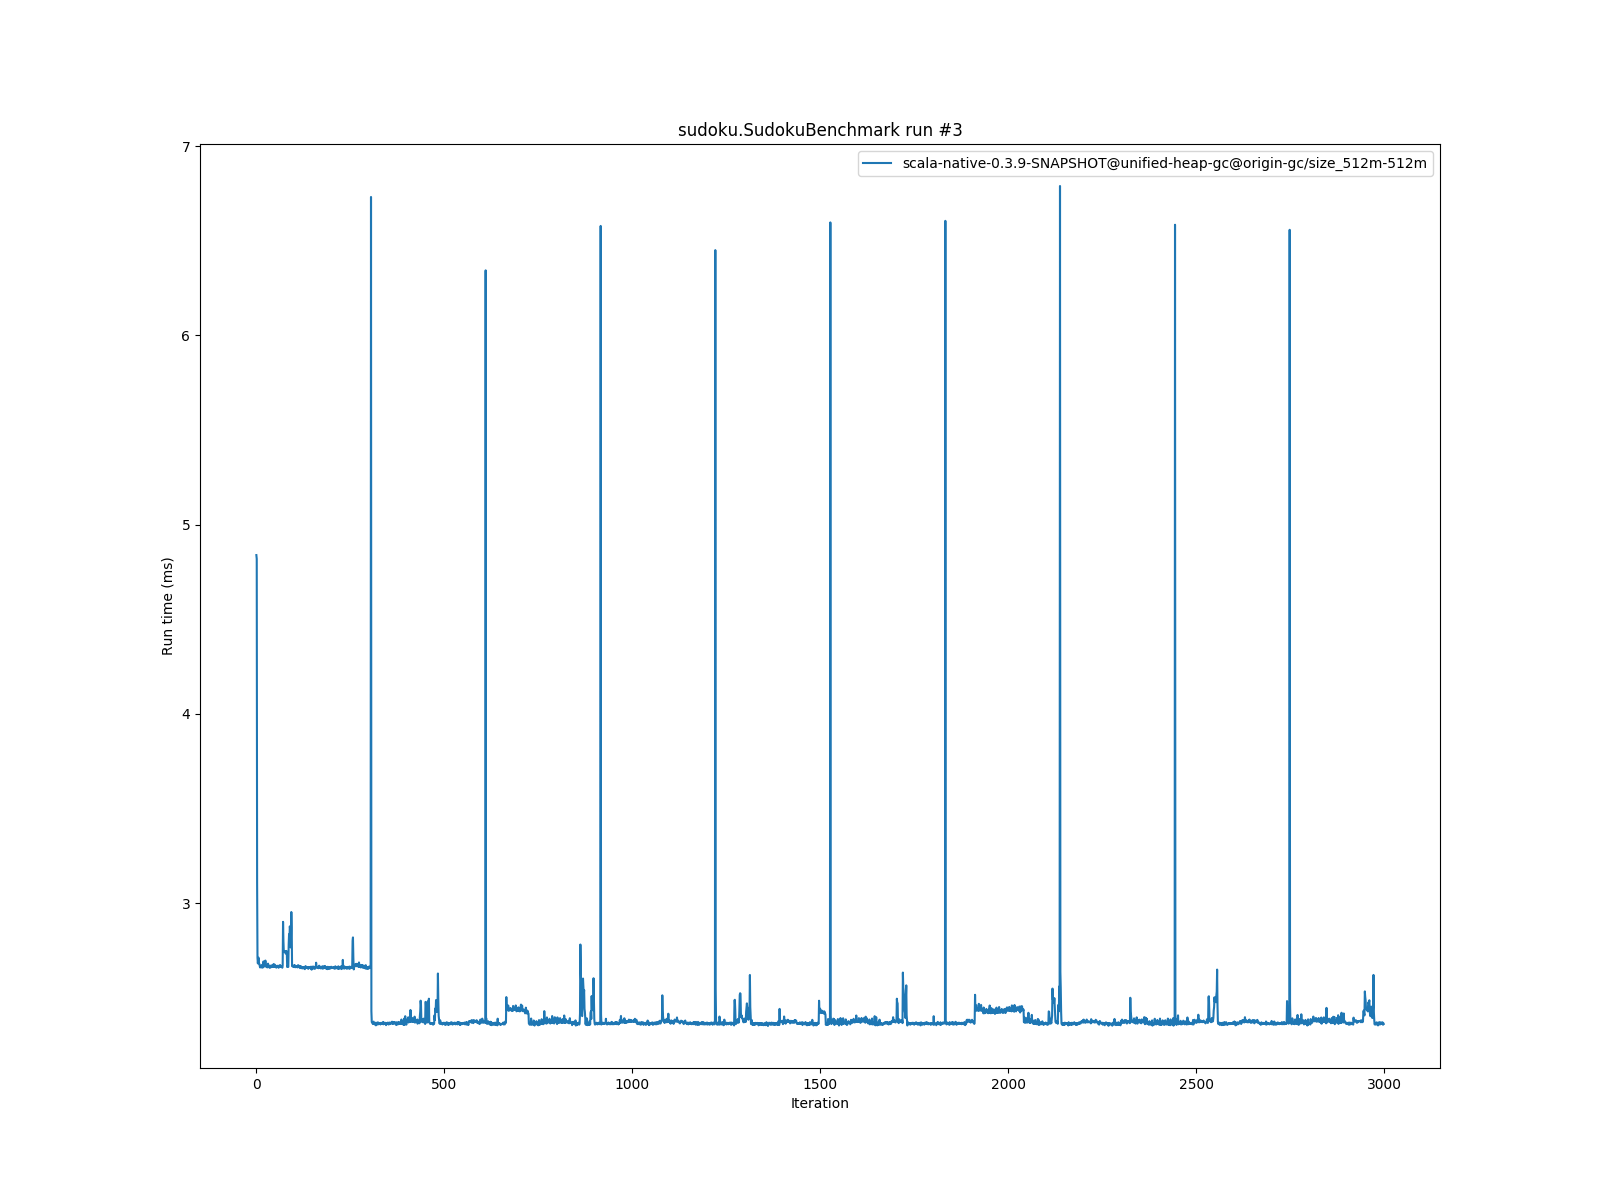 sudoku.SudokuBenchmark run #3
scala-native-0.3.9-SNAPSHOT@unified-heap-gc@origin-gc/size_512m-512m
7
6
5
4
3
Run time (ms)
0 500 1000 1500 2000 2500 3000
Iteration